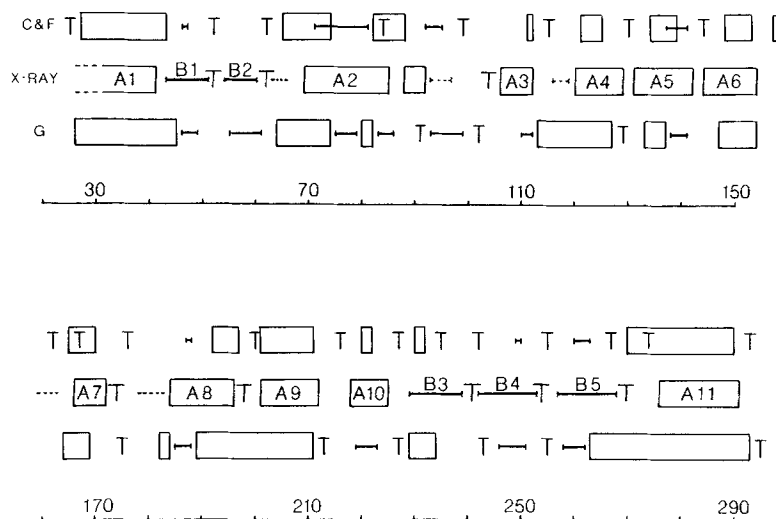 C&F T T T T T T T T
X-RAY A1 B1 T B2 T A2 T A3 A4 A5 A6
G T T T
30 70 110 150
T T T T T T T T T T T T
A7 T A8 T A9 A10 B3 T B4 T B5 T A11
T T T T T T
170 210 250 290